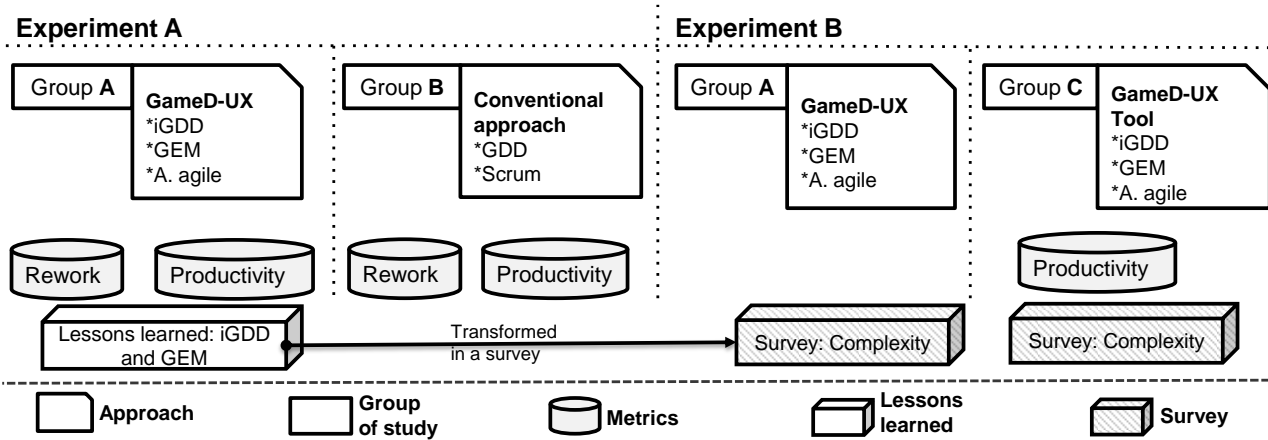 Experiment A
Experiment B
Group A
GameD-UX
*iGDD
*GEM
*A. agile
Group B
Conventional
approach
*GDD
*Scrum
Group A
GameD-UX
*iGDD
*GEM
*A. agile
Group C
GameD-UX
Tool
*iGDD
*GEM
*A. agile
Rework
Productivity
Rework
Productivity
Productivity
Lessons learned: iGDD
and GEM
Transformed
in a survey
Survey: Complexity
Survey: Complexity
Approach
Group
of study
Metrics
Lessons
learned
Survey